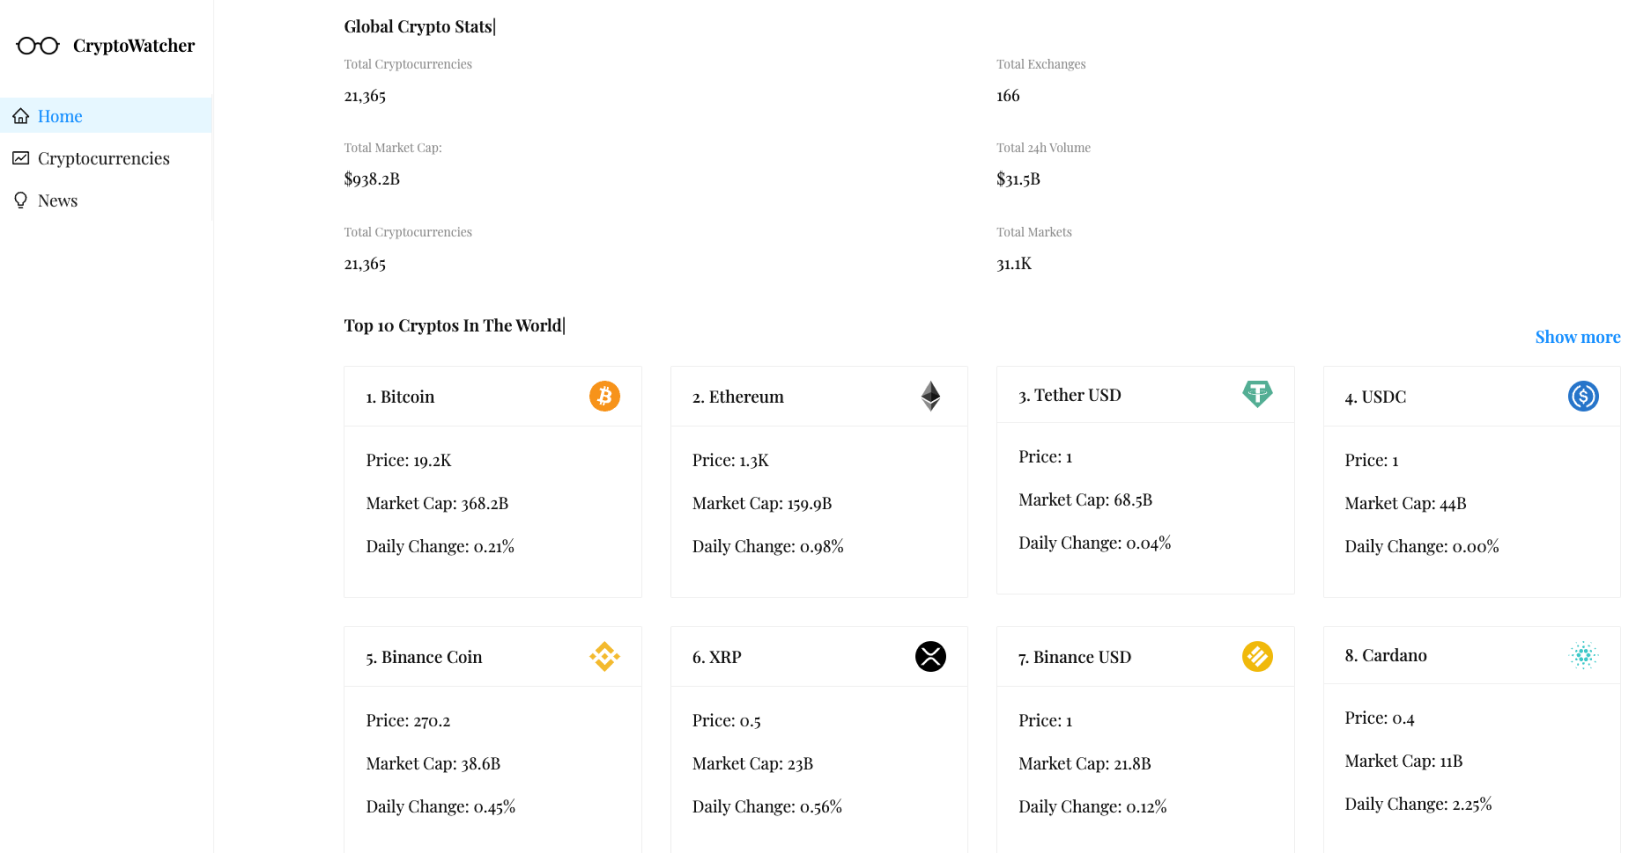 CryptoWatcher
Home
Cryptocurrencies
News
Global Crypto Stats|
Total Cryptocurrencies
21,365
Total Exchanges
166
Total Market Cap:
$938.2B
Total 24h Volume
$31.5B
Total Cryptocurrencies
21,365
Total Markets
31.1K
Top 10 Cryptos In The World|
Show more
1. Bitcoin
Price: 19.2K
Market Cap: 368.2B
Daily Change: 0.21%
2. Ethereum
Price: 1.3K
Market Cap: 159.9B
Daily Change: 0.98%
3. Tether USD
Price: 1
Market Cap: 68.5B
Daily Change: 0.04%
4. USDC
Price: 1
Market Cap: 44B
Daily Change: 0.00%
5. Binance Coin
Price: 270.2
Market Cap: 38.6B
Daily Change: 0.45%
6. XRP
Price: 0.5
Market Cap: 23B
Daily Change: 0.56%
7. Binance USD
Price: 1
Market Cap: 21.8B
Daily Change: 0.12%
8. Cardano
Price: 0.4
Market Cap: 11B
Daily Change: 2.25%